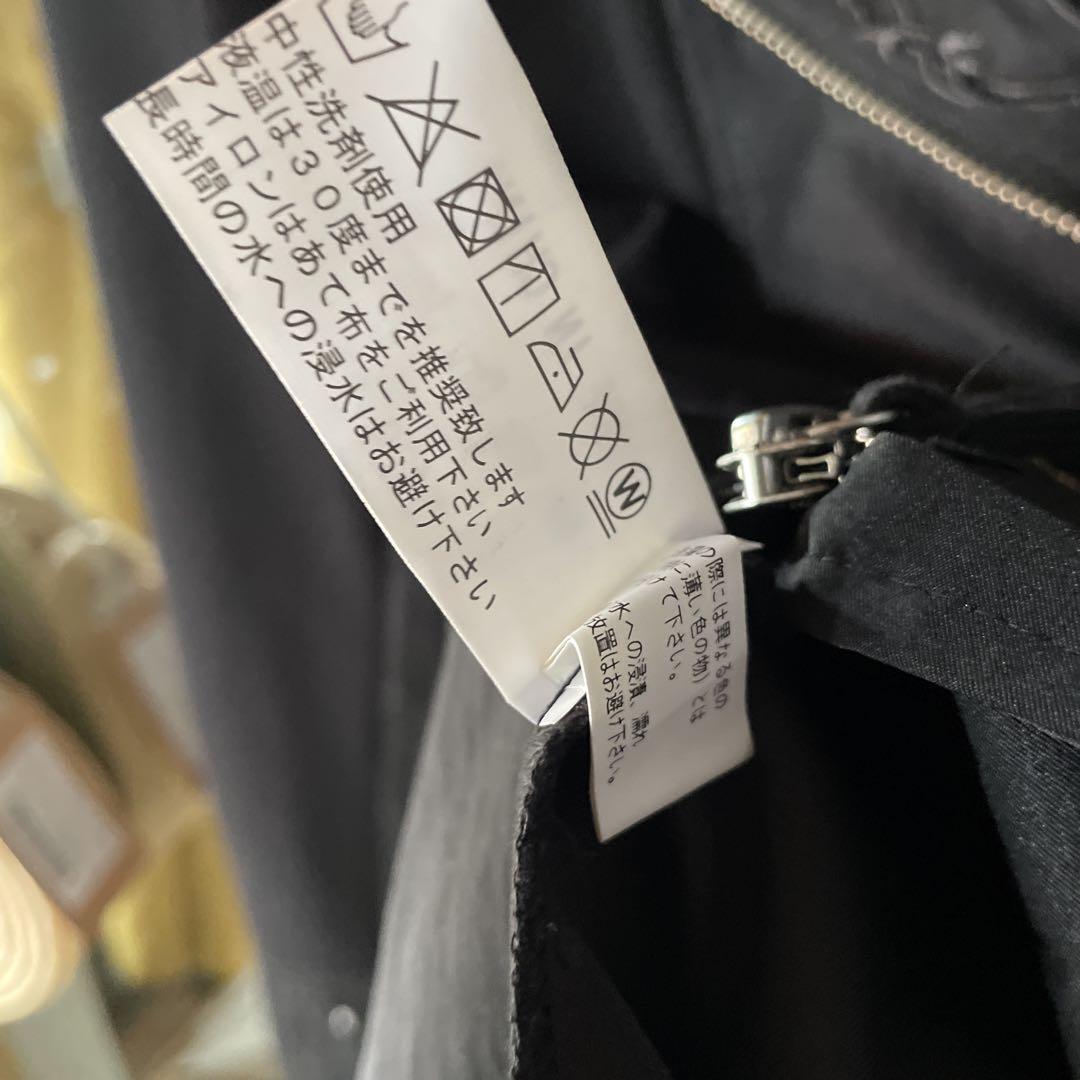 中性洗剤使用
液温は３０度までを推奨致します
アイロンはあて布をご利用下さい
長時間の水への浸水はお避け下さい
W
の際には異なる色の
薄い色の物）とは
けて下さい。
水への浸漬、濡れ
放置はお避け下さい。